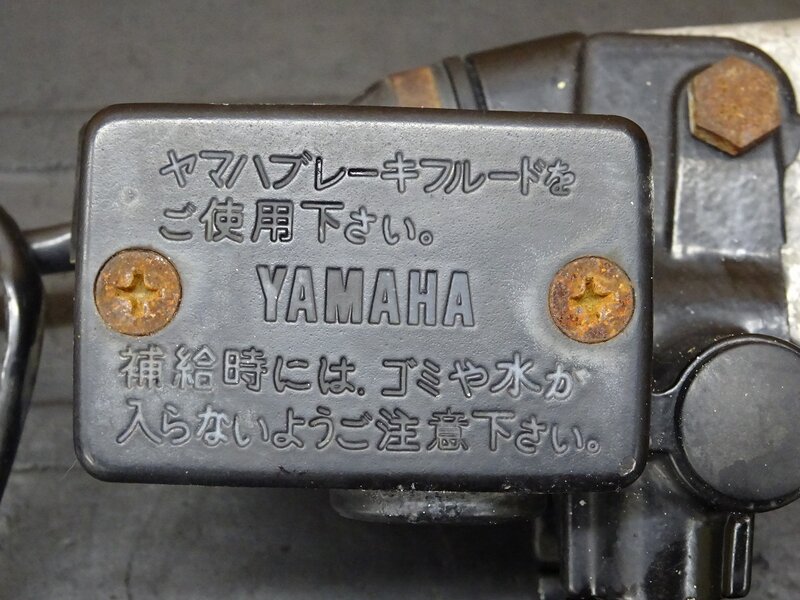 ヤマハブレーキフルードを
ご使用下さい。
YAMAHA
補給時には、ゴミや水が
入らないようご注意下さい。